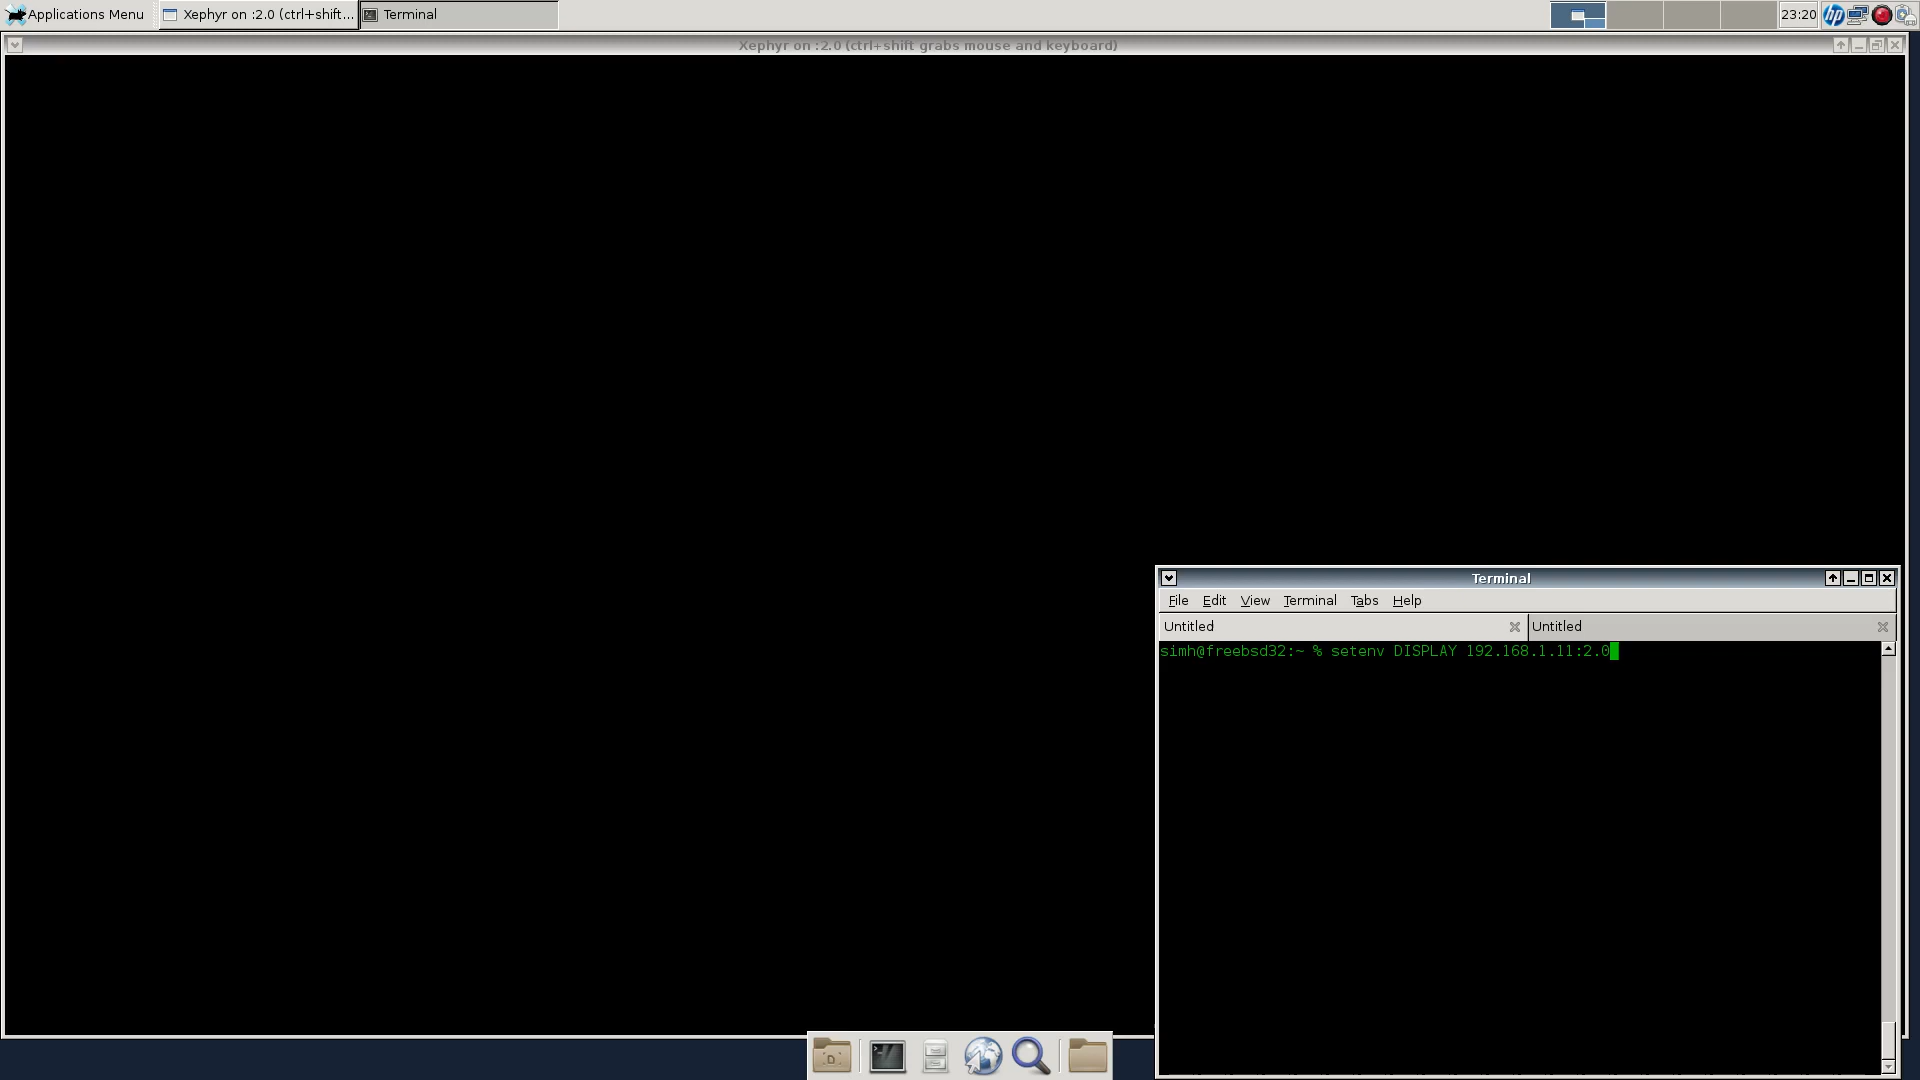 Applications Menu
Xephyr on :2.0 (ctrl+shift...
Terminal
23:20
hp
Xephyr on :2.0 (ctrl+shift grabs mouse and keyboard)
Terminal
File Edit View Terminal Tabs Help
Untitled
Untitled
simh@freebsd32:~ % setenv DISPLAY 192.168.1.11:2.0
D